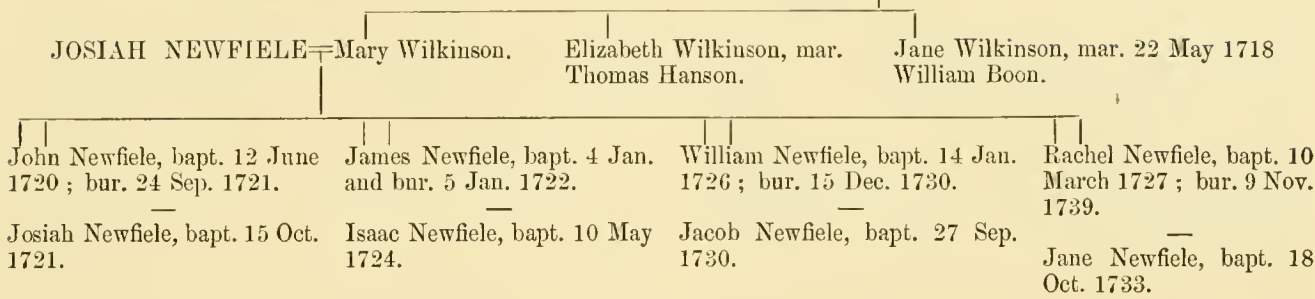 JOSIAH NEWFIELE=Mary Wilkinson.
Elizabeth Wilkinson, mar.
Thomas Hanson.
Jane Wilkinson, mar. 22 May 1718
William Boon.
John Newfiele, bapt. 12 June
1720 ; bur. 24 Sep. 1721.
—
Josiah Newfiele, bapt. 15 Oct.
1721.
James Newfiele, bapt. 4 Jan.
and bur. 5 Jan. 1722.
—
Isaac Newfiele, bapt. 10 May
1724.
William Newfiele, bapt. 14 Jan.
1726 ; bur. 15 Dec. 1730.
—
Jacob Newfiele, bapt. 27 Sep.
1730.
Rachel Newfiele, bapt. 10
March 1727 ; bur. 9 Nov.
1739.
—
Jane Newfiele, bapt. 18
Oct. 1733.